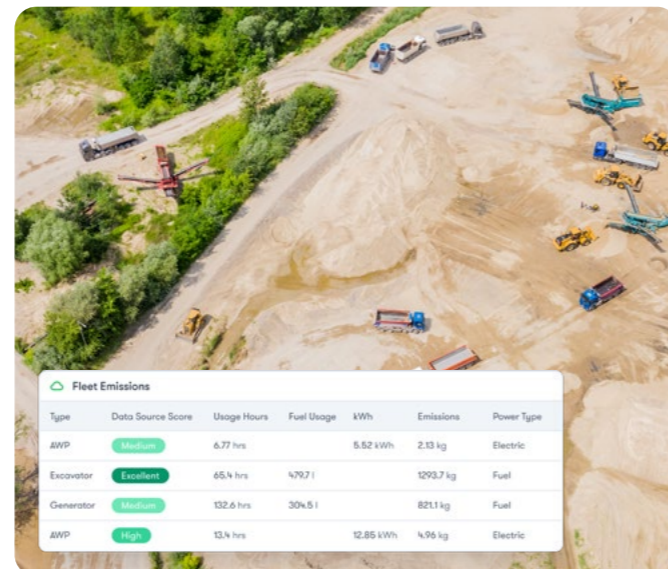 Fleet Emissions
Type Data Source Score Usage Hours Fuel Usage kWh Emissions Power Type
AWP Medium 6.77 hrs 5.52 kWh 2.13 kg Electric
Excavator Excellent 65.4 hrs 479.7 l 1293.7 kg Fuel
Generator Medium 132.6 hrs 304.5 l 821.1 kg Fuel
AWP High 13.4 hrs 12.85 kWh 4.96 kg Electric